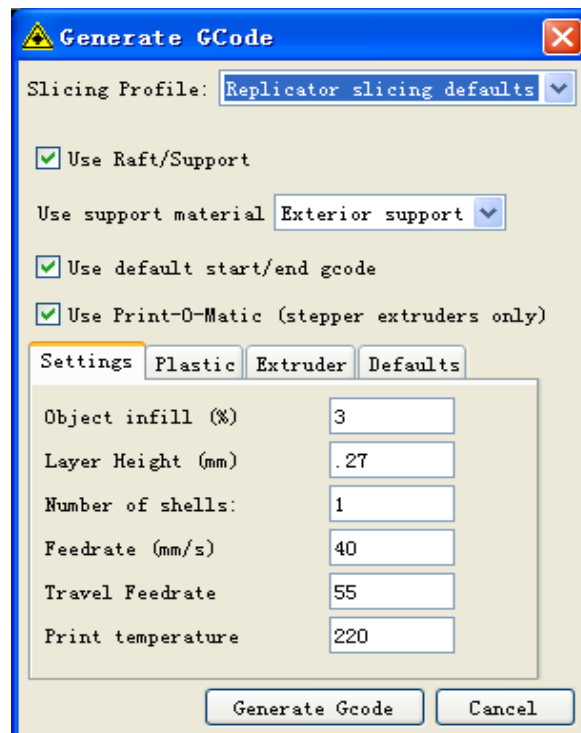 Generate GCode
Slicing Profile: Replicator slicing defaults
Use Raft/Support
Use support material Exterior support
Use default start/end gcode
Use Print-O-Matic (stepper extruders only)
Settings Plastic Extruder Defaults
Object infill (%) 3
Layer Height (mm) .27
Number of shells: 1
Feedrate (mm/s) 40
Travel Feedrate 55
Print temperature 220
Generate Gcode Cancel